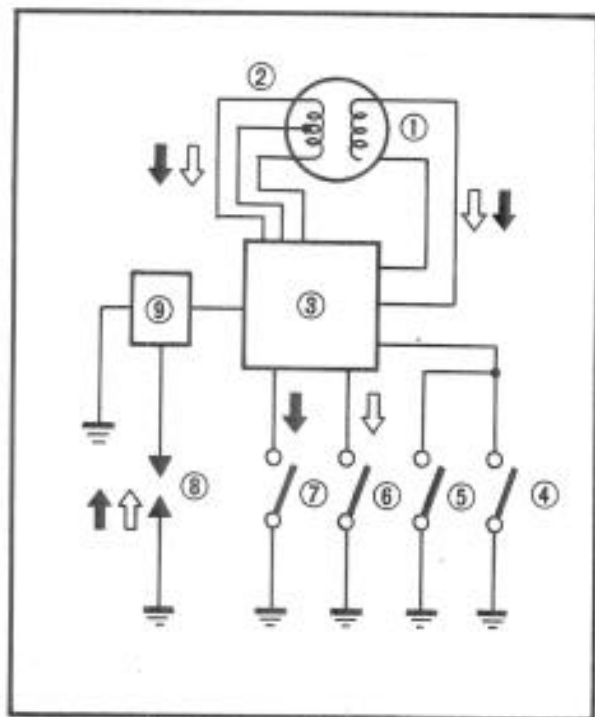 ②
①
⑨ ③
⑧ ⑦ ⑥ ⑤ ④